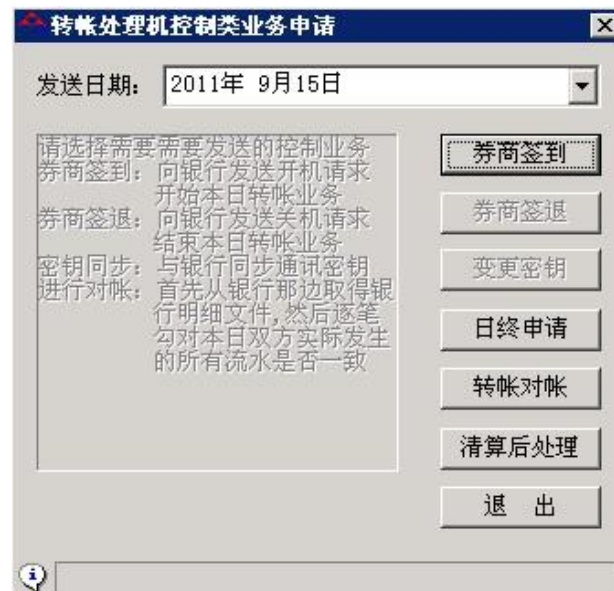 转帐处理机控制类业务申请
发送日期：
2011年 9月15日
请选择需要需要发送的控制业务
券商签到：向银行发送开机请求
开始本日转帐业务
券商签退：向银行发送关机请求
结束本日转帐业务
密钥同步：与银行同步通讯密钥
进行对帐：首先从银行那边取得银
行明细文件,然后逐笔
勾对本日双方实际发生
的所有流水是否一致
券商签到
券商签退
变更密钥
日终申请
转帐对帐
清算后处理
退 出